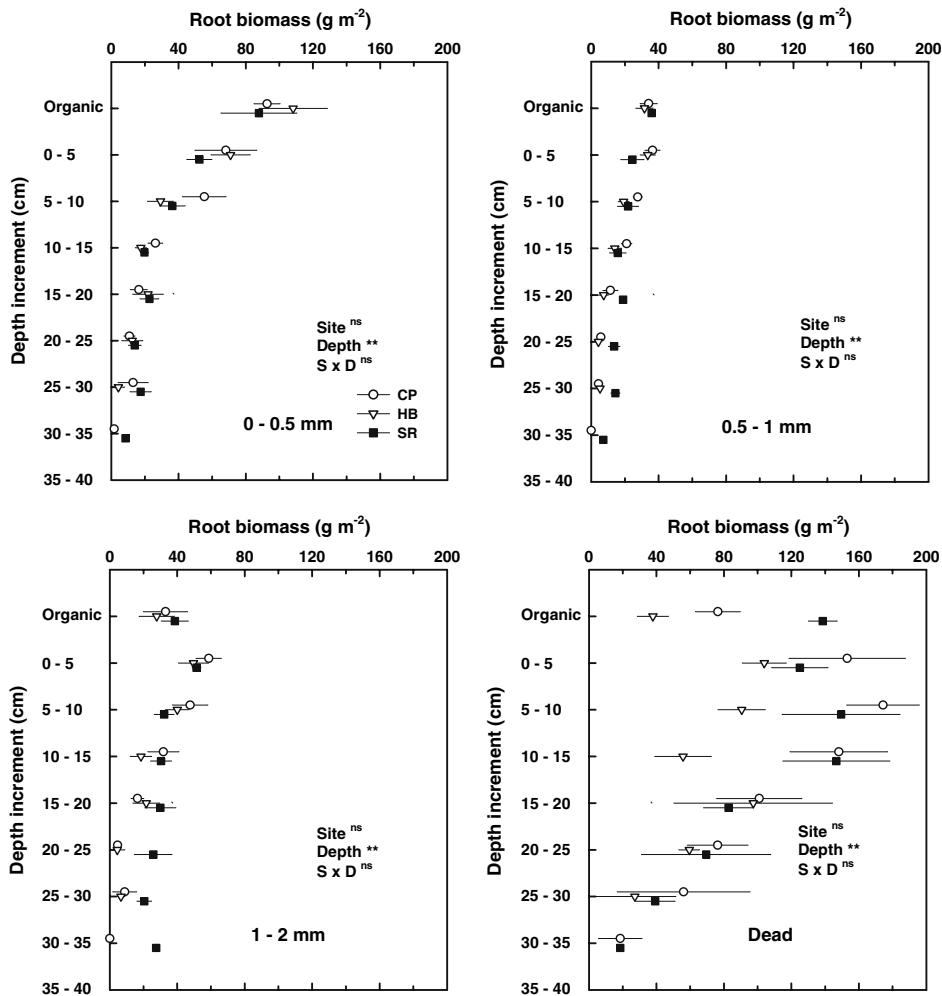 Root biomass (g m-2)
0 40 80 120 160 200
Depth increment (cm)
Organic
0 - 5
5 - 10
10 - 15
15 - 20
20 - 25
25 - 30
30 - 35
35 - 40
Site ns
Depth **
S x D ns
CP
HB
SR
0 - 0.5 mm
Root biomass (g m-2)
0 40 80 120 160 200
Depth increment (cm)
Organic
0 - 5
5 - 10
10 - 15
15 - 20
20 - 25
25 - 30
30 - 35
35 - 40
Site ns
Depth **
S x D ns
0.5 - 1 mm
Root biomass (g m-2)
0 40 80 120 160 200
Depth increment (cm)
Organic
0 - 5
5 - 10
10 - 15
15 - 20
20 - 25
25 - 30
30 - 35
35 - 40
Site ns
Depth **
S x D ns
1 - 2 mm
Root biomass (g m-2)
0 40 80 120 160 200
Depth increment (cm)
Organic
0 - 5
5 - 10
10 - 15
15 - 20
20 - 25
25 - 30
30 - 35
35 - 40
Site ns
Depth **
S x D ns
Dead